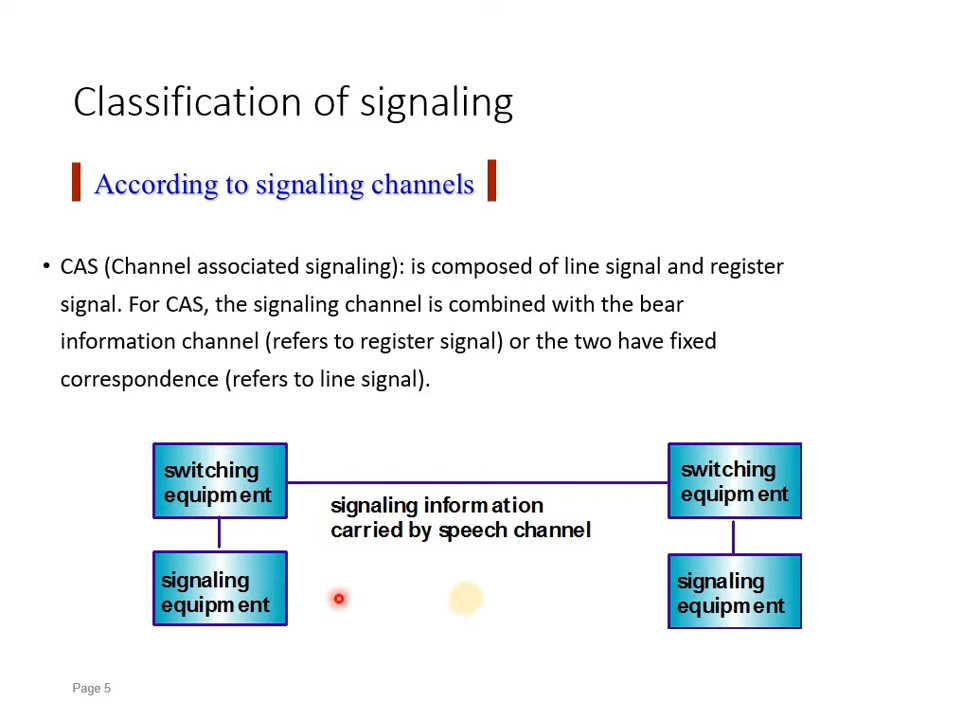 Classification of signaling
According to signaling channels
• CAS (Channel associated signaling): is composed of line signal and register
signal. For CAS, the signaling channel is combined with the bear
information channel (refers to register signal) or the two have fixed
correspondence (refers to line signal).
switching
equipment
switching
equipment
signaling information
carried by speech channel
signaling
equipment
signaling
equipment
Page 5